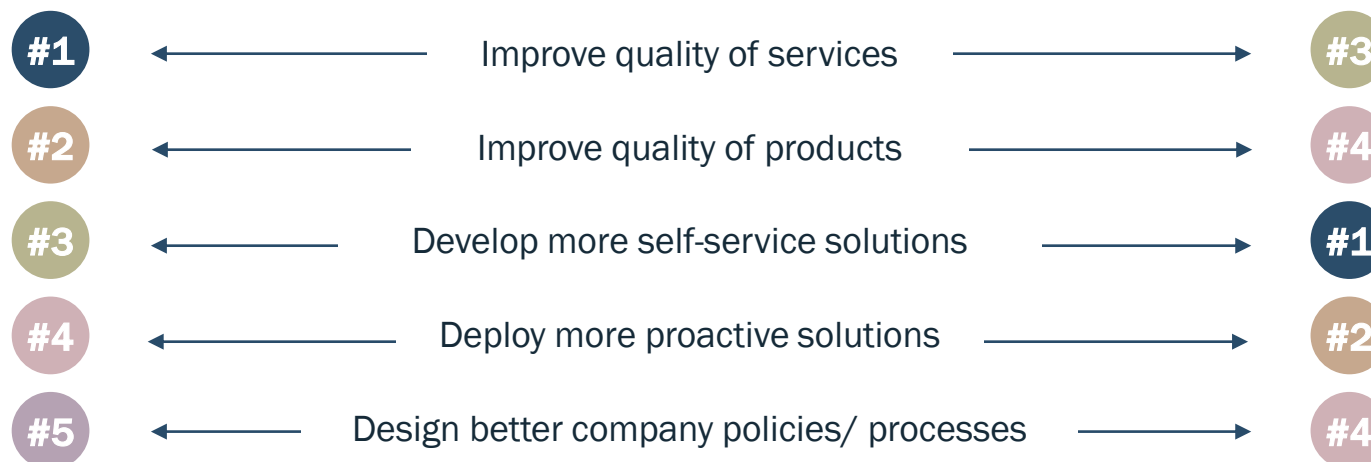 #1 Improve quality of services #3
#2 Improve quality of products #4
#3 Develop more self-service solutions #1
#4 Deploy more proactive solutions #2
#5 Design better company policies/ processes #4